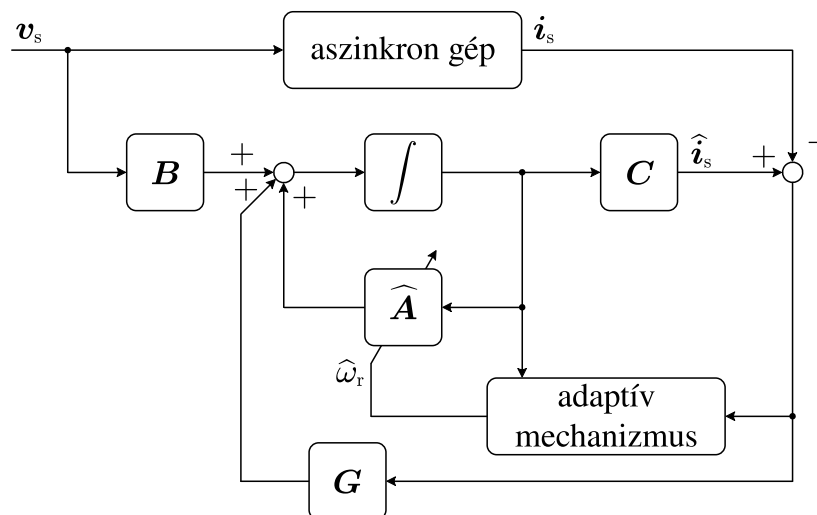 v_s
aszinkron gép
i_s
B
+
+
+
∫
C
î_s
+
−
Â
ω̂_r
adaptív
mechanizmus
G